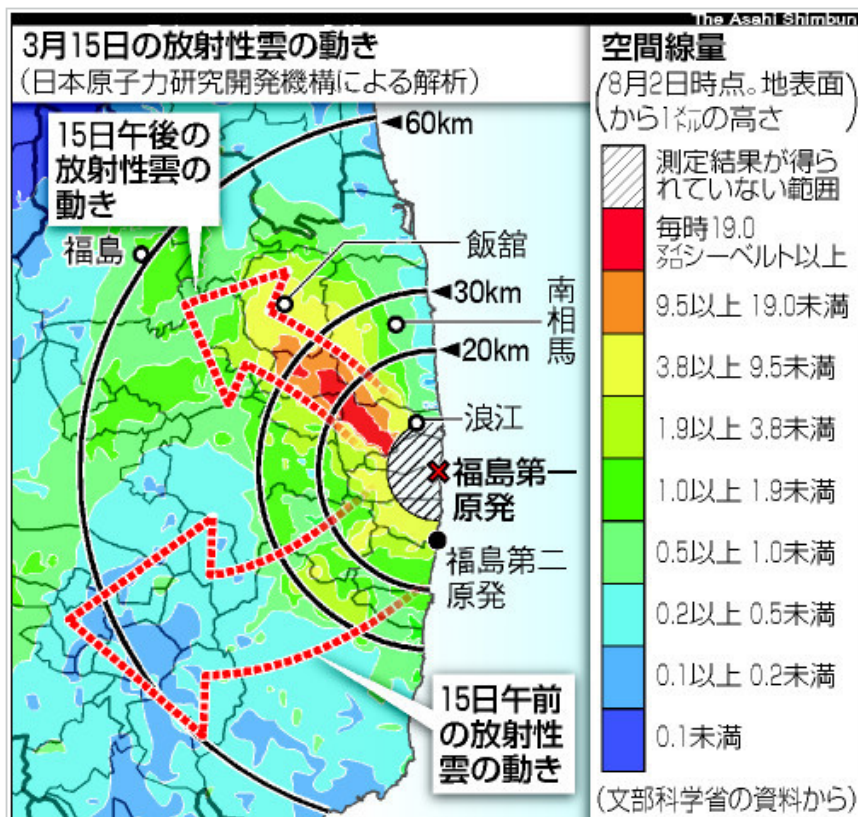 The Asahi Shimbun
3月15日の放射性雲の動き
(日本原子力研究開発機構による解析)
15日午後の
放射性雲の
動き
◀60km
福島
飯舘
◀30km
南相馬
◀20km
浪江
福島第一
原発
福島第二
原発
15日午前
の放射性
雲の動き
空間線量
(8月2日時点。地表面
から1メートルの高さ)
測定結果が得ら
れていない範囲
毎時19.0
マイクロシーベルト以上
9.5以上 19.0未満
3.8以上 9.5未満
1.9以上 3.8未満
1.0以上 1.9未満
0.5以上 1.0未満
0.2以上 0.5未満
0.1以上 0.2未満
0.1未満
(文部科学省の資料から)